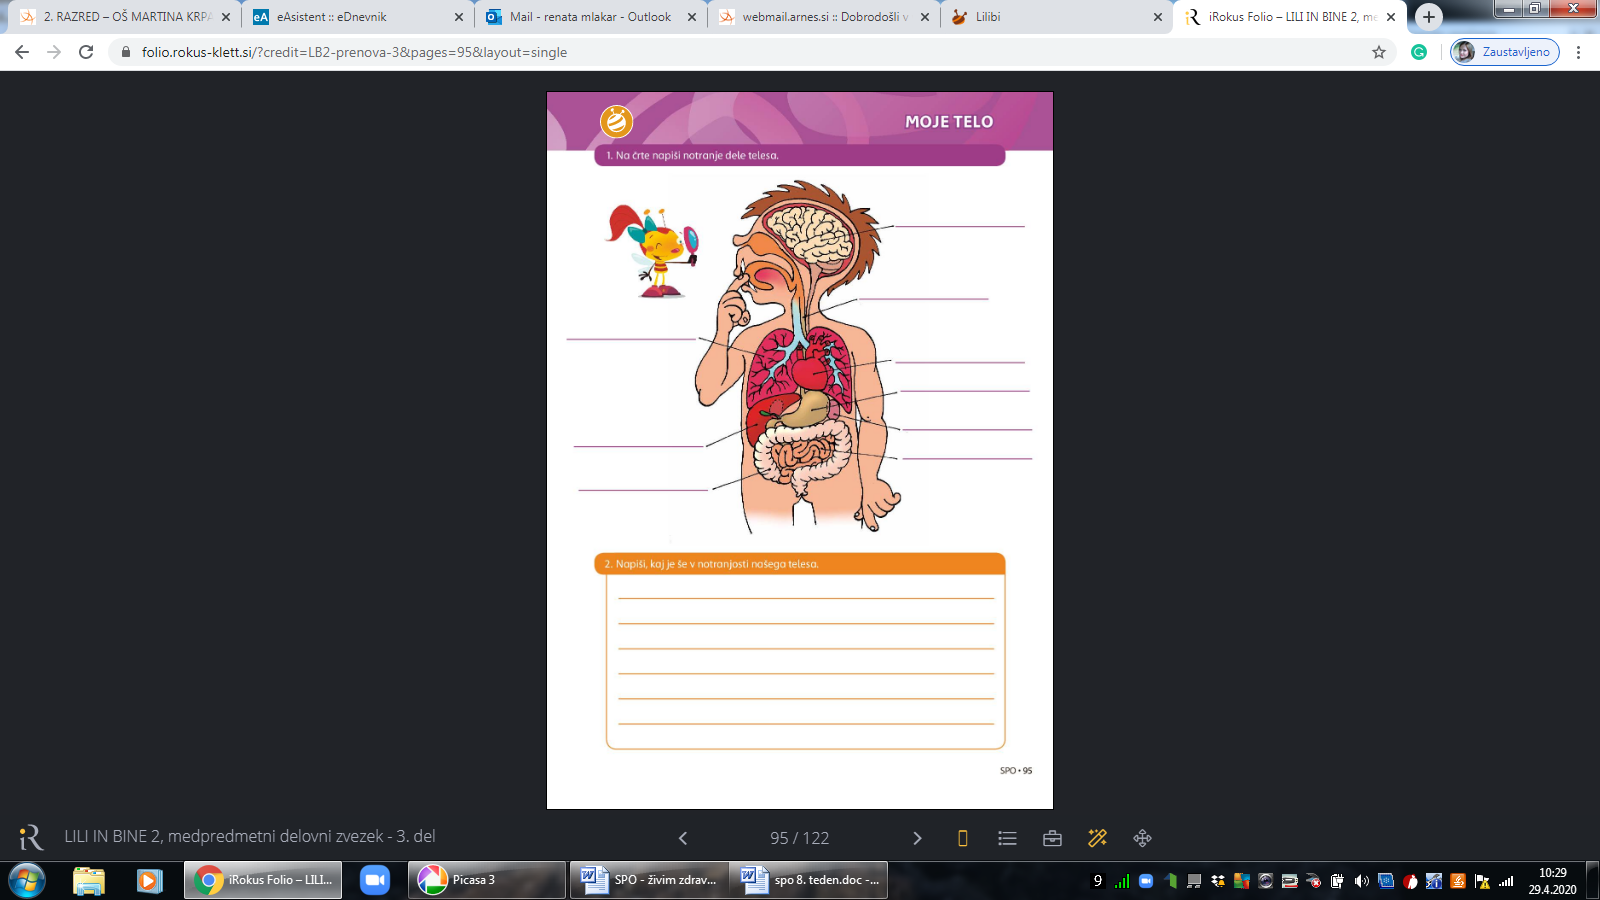 2. RAZRED – OŠ MARTINA KRPA
eA eAsistent :: eDnevnik
Mail - renata mlakar - Outlook
webmail.arnes.si :: Dobrodošli v
Lilibi
iRokus Folio – LILI IN BINE 2, me
folio.rokus-klett.si/?credit=LB2-prenova-3&pages=95&layout=single
Zaustavljeno
MOJE TELO
1. Na črte napiši notranje dele telesa.
2. Napiši, kaj je še v notranjosti našega telesa.
SPO • 95
iR LILI IN BINE 2, medpredmetni delovni zvezek - 3. del
95 / 122
iRokus Folio – LILI...
Picasa 3
SPO - živim zdrav...
spo 8. teden.doc -...
9
10:29
29.4.2020